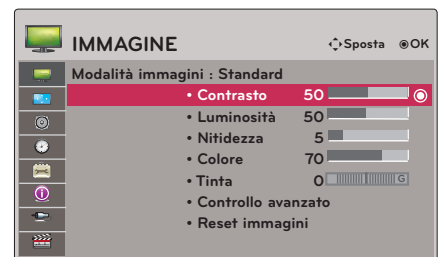 IMMAGINE
Sposta OK
Modalità immagini : Standard
• Contrasto 50
• Luminosità 50
• Nitidezza 5
• Colore 70
• Tinta 0 G
• Controllo avanzato
• Reset immagini